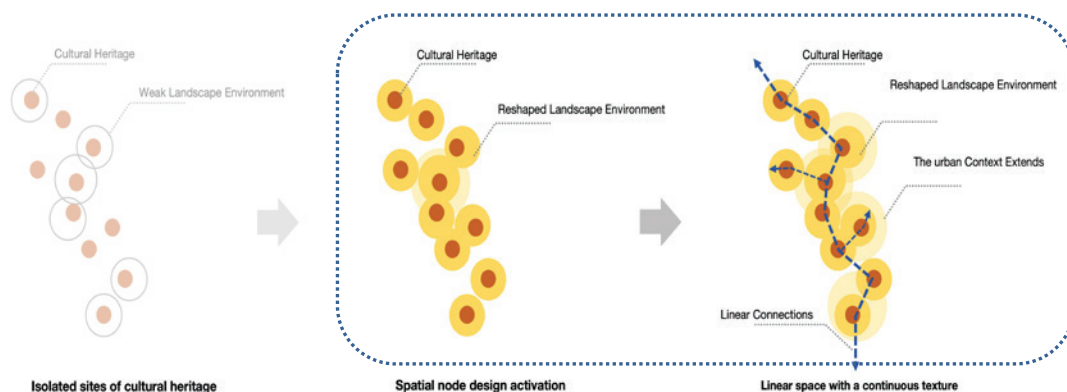 Cultural Heritage
Weak Landscape Environment
Isolated sites of cultural heritage
Cultural Heritage
Reshaped Landscape Environment
Spatial node design activation
Cultural Heritage
Reshaped Landscape Environment
The urban Context Extends
Linear Connections
Linear space with a continuous texture